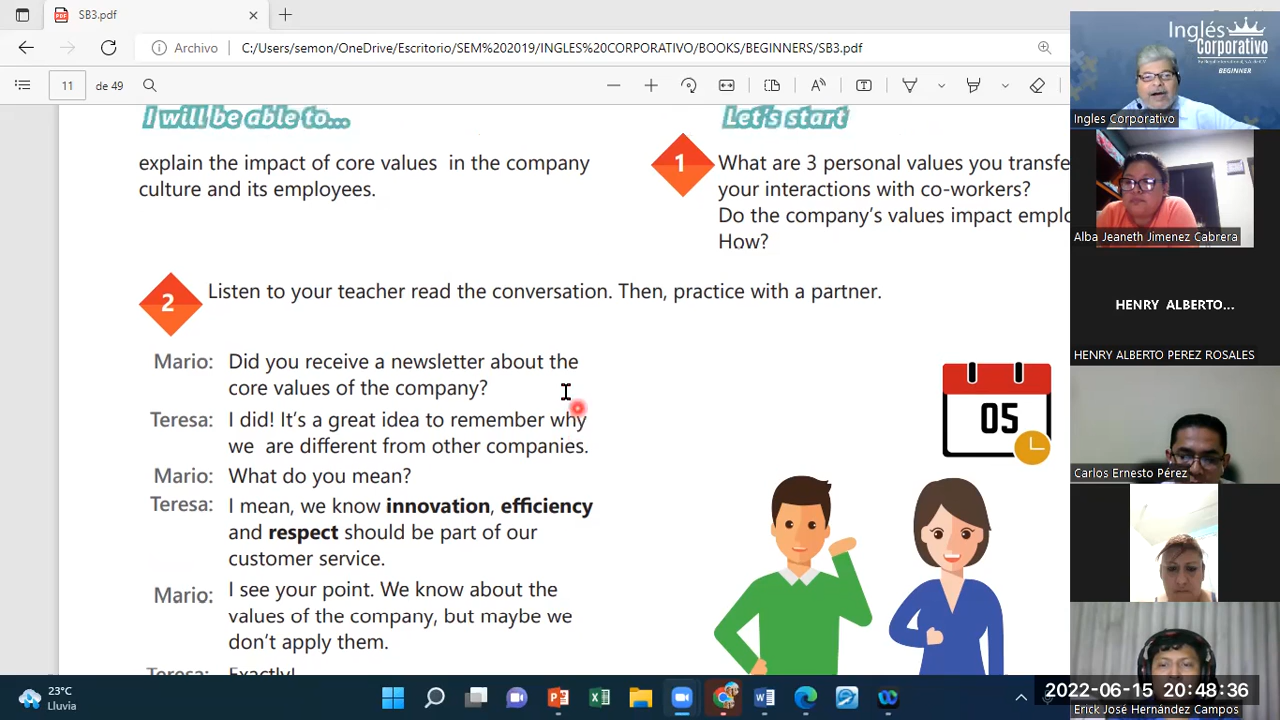 SB3.pdf
Archivo
C:/Users/semon/OneDrive/Escritorio/SEM%202019/INGLES%20CORPORATIVO/BOOKS/BEGINNERS/SB3.pdf
11
de 49
I will be able to...
explain the impact of core values in the company
culture and its employees.
Let's start
1
What are 3 personal values you transfe
your interactions with co-workers?
Do the company's values impact emplo
How?
2
Listen to your teacher read the conversation. Then, practice with a partner.
Mario: Did you receive a newsletter about the
core values of the company?
Teresa: I did! It's a great idea to remember why
we are different from other companies.
Mario: What do you mean?
Teresa: I mean, we know innovation, efficiency
and respect should be part of our
customer service.
Mario: I see your point. We know about the
values of the company, but maybe we
don't apply them.
Teresa: Exactly!
05
Inglés
Corporativo
BEGINNER
Ingles Corporativo
Alba Jeaneth Jimenez Cabrera
HENRY ALBERTO...
HENRY ALBERTO PEREZ ROSALES
Carlos Ernesto Pérez
Erick José Hernández Campos
23°C
Lluvia
2022-06-15 20:48:36